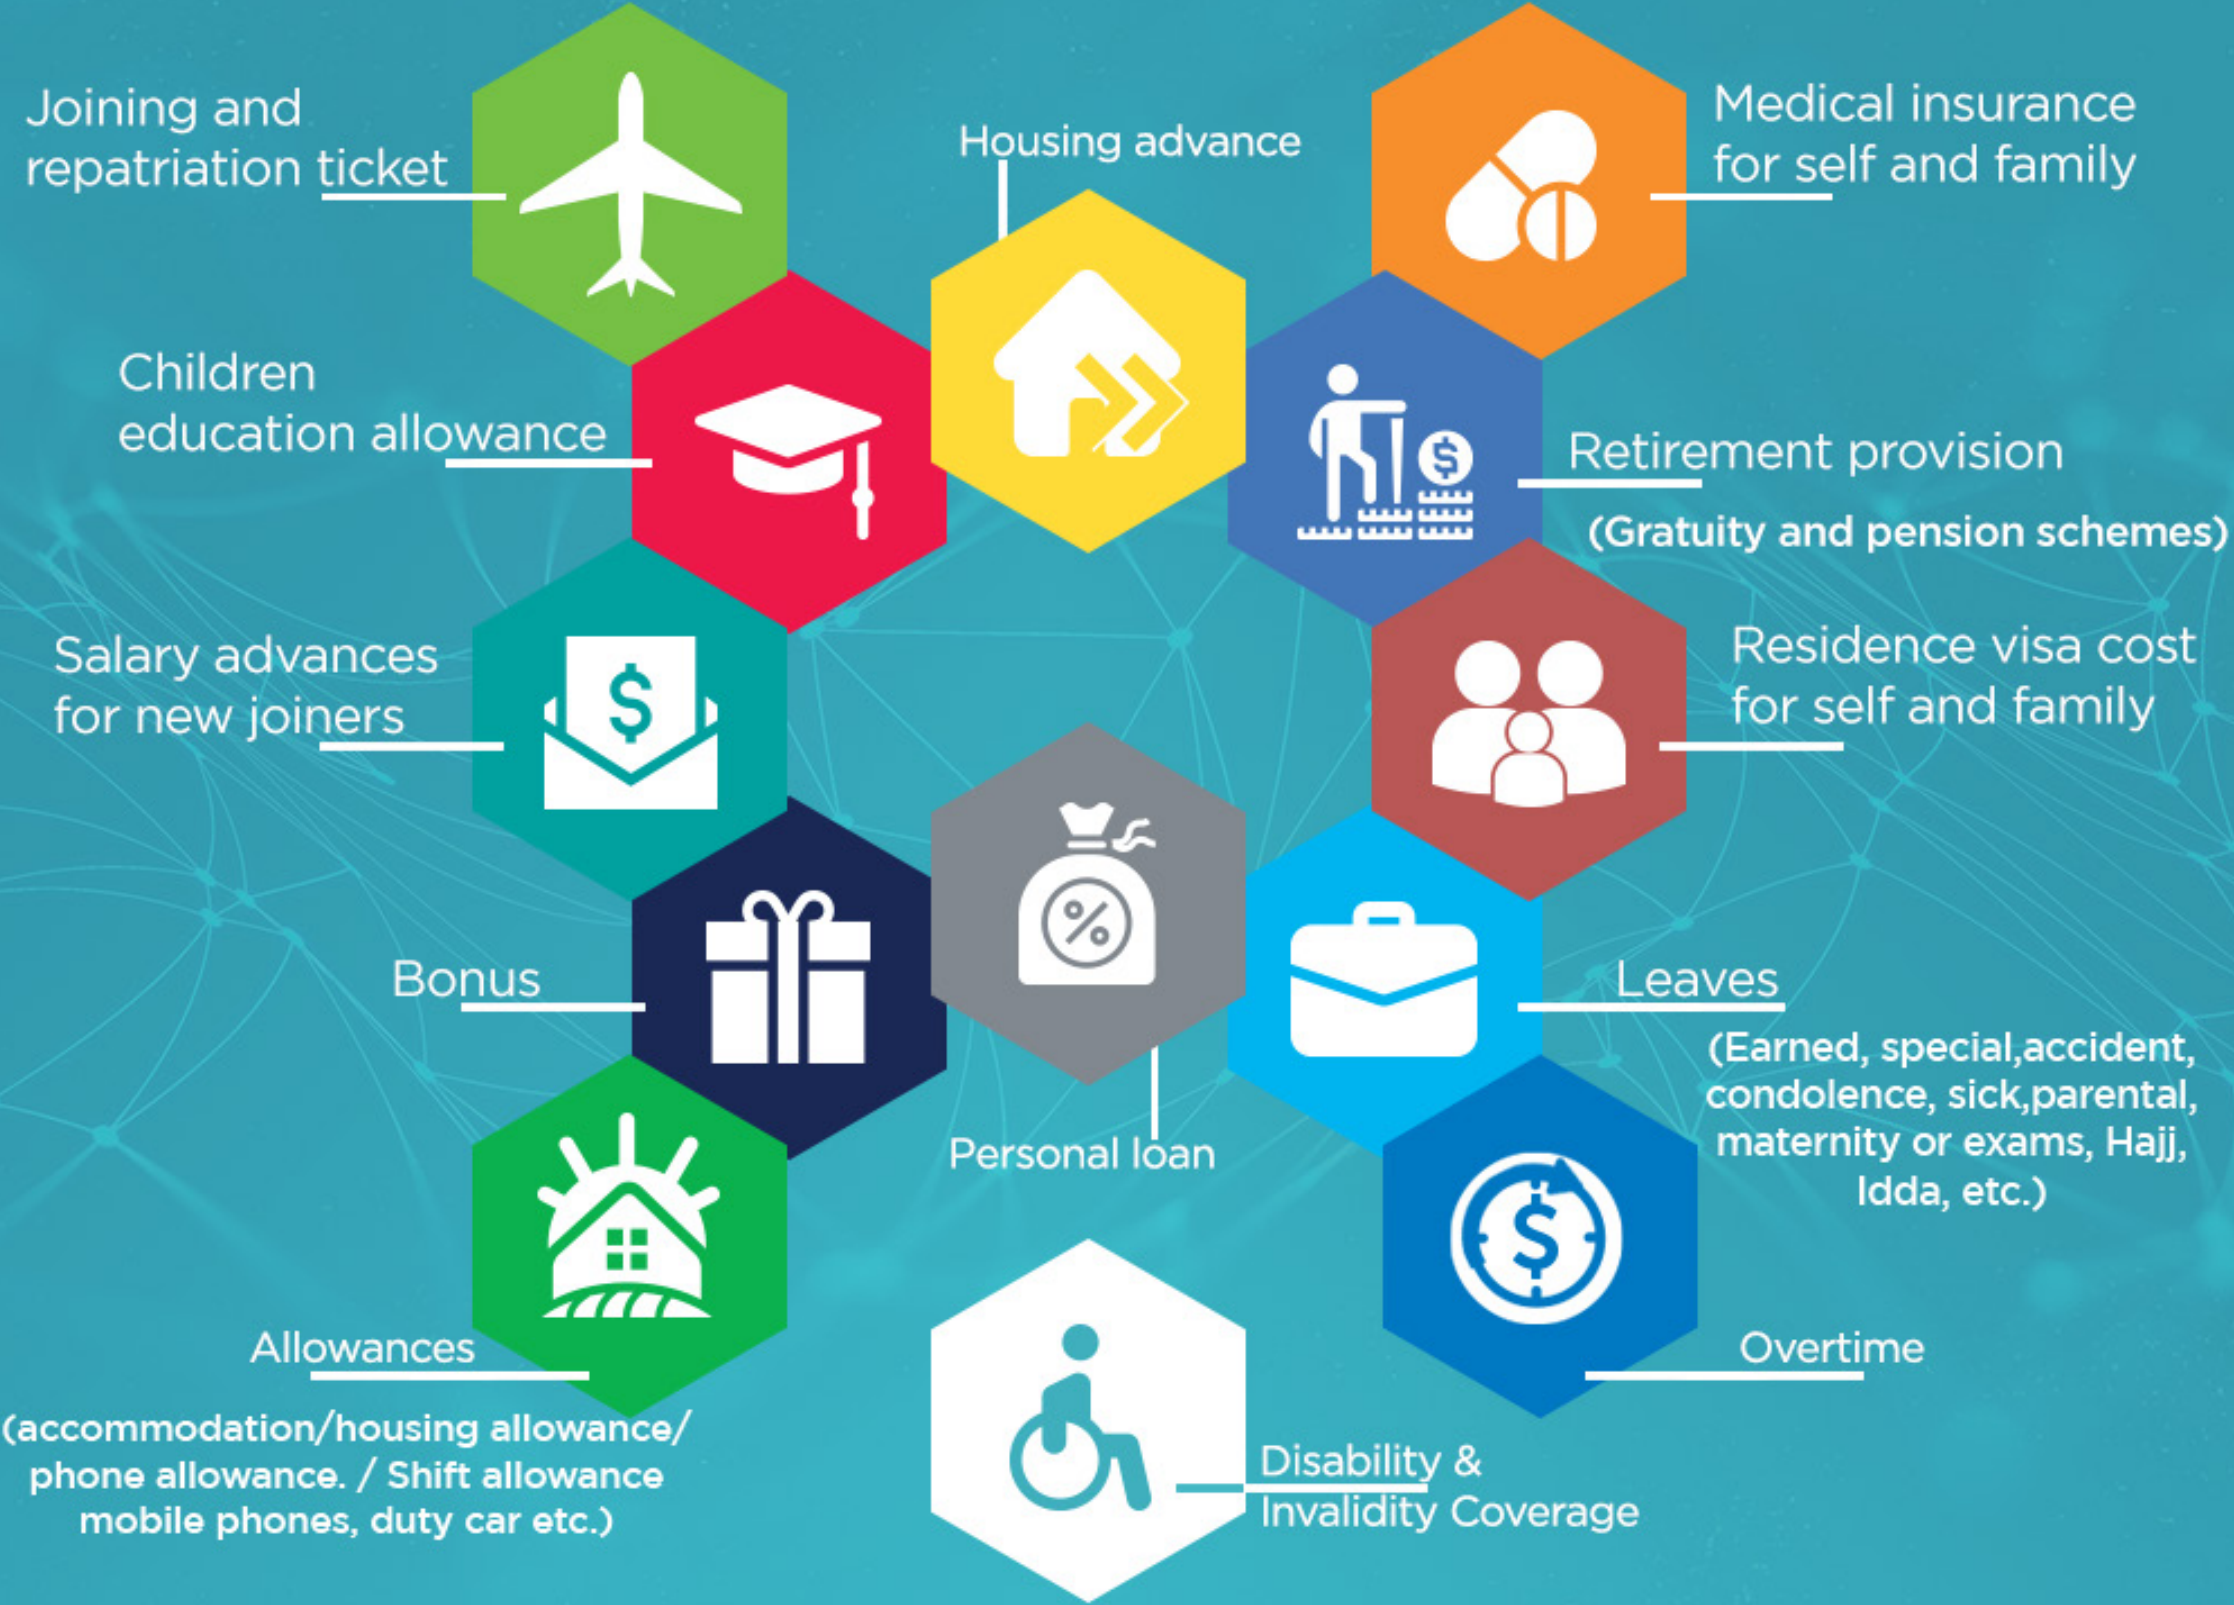 Joining and
repatriation ticket
Housing advance
Medical insurance
for self and family
Children
education allowance
Retirement provision
(Gratuity and pension schemes)
$
Salary advances
for new joiners
$
Residence visa cost
for self and family
%
Bonus
Leaves
(Earned, special,accident,
condolence, sick,parental,
maternity or exams, Hajj,
Idda, etc.)
Personal loan
$
Allowances
(accommodation/housing allowance/
phone allowance. / Shift allowance
mobile phones, duty car etc.)
Overtime
Disability &
Invalidity Coverage